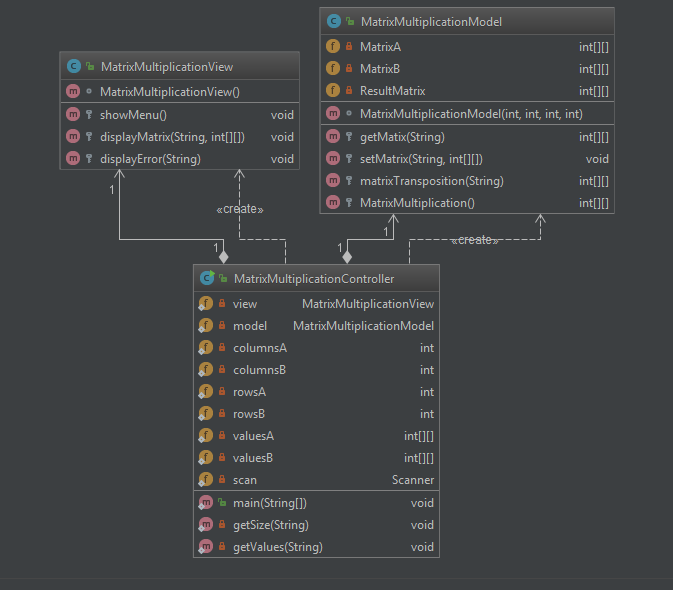 MatrixMultiplicationModel
MatrixA int[][]
MatrixB int[][]
ResultMatrix int[][]
MatrixMultiplicationModel(int, int, int, int)
getMatix(String) int[][]
setMatrix(String, int[][]) void
matrixTransposition(String) int[][]
MatrixMultiplication() int[][]
MatrixMultiplicationView
MatrixMultiplicationView()
showMenu() void
displayMatrix(String, int[][]) void
displayError(String) void
1
«create»
1
1
1
«create»
MatrixMultiplicationController
view MatrixMultiplicationView
model MatrixMultiplicationModel
columnsA int
columnsB int
rowsA int
rowsB int
valuesA int[][]
valuesB int[][]
scan Scanner
main(String[]) void
getSize(String) void
getValues(String) void